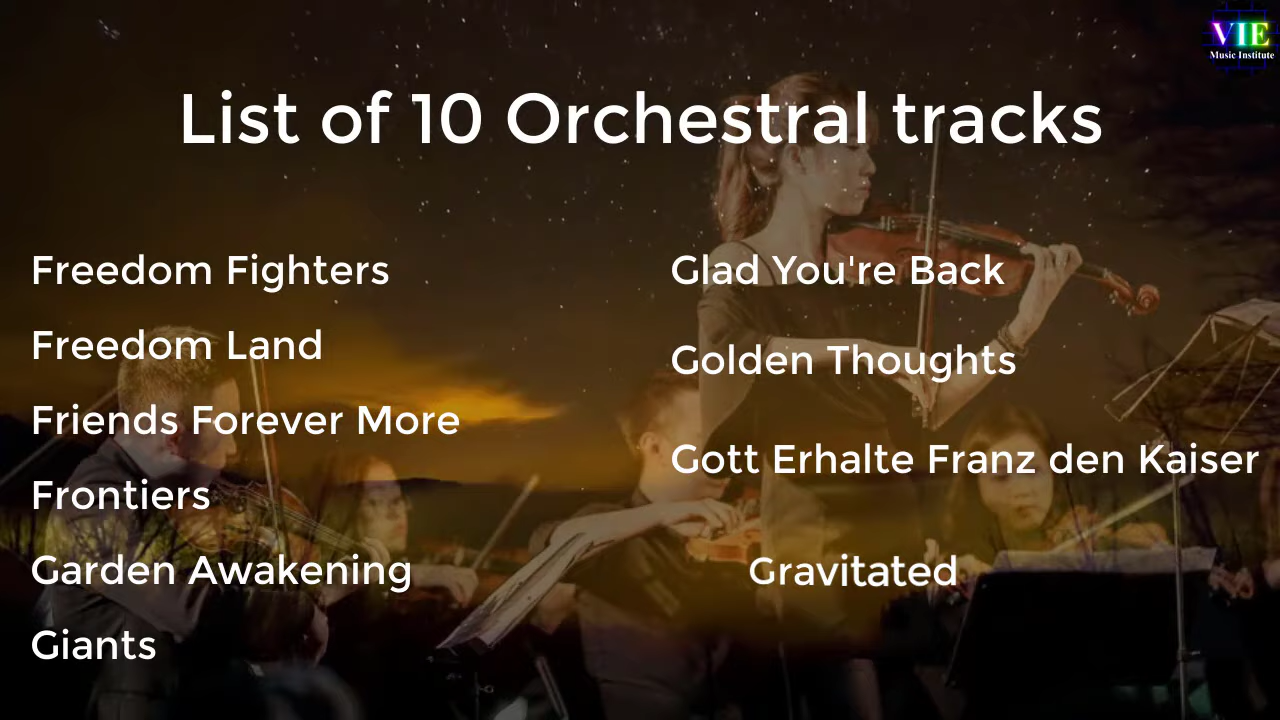 VIE
Music Institute
List of 10 Orchestral tracks
Freedom Fighters
Freedom Land
Friends Forever More
Frontiers
Garden Awakening
Giants
Glad You're Back
Golden Thoughts
Gott Erhalte Franz den Kaiser
Gravitated